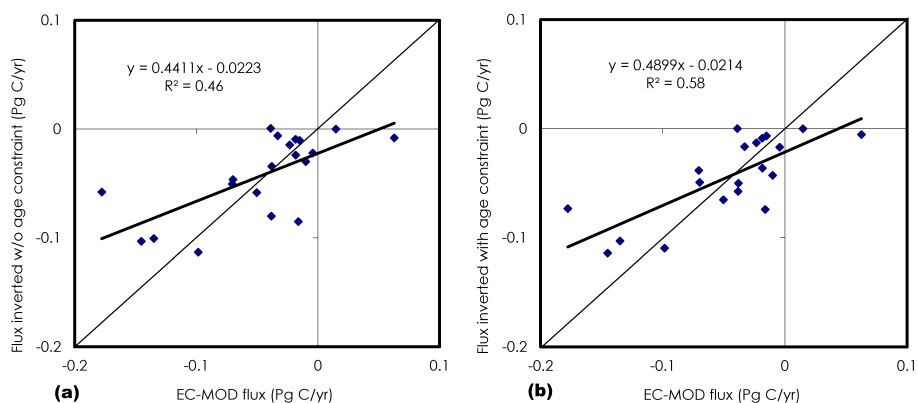 0.1
y = 0.4411x - 0.0223
R² = 0.46
0
-0.1
-0.2
-0.2 -0.1 0 0.1
Flux inverted w/o age constraint (Pg C/yr)
(a) EC-MOD flux (Pg C/yr)
0.1
y = 0.4899x - 0.0214
R² = 0.58
0
-0.1
-0.2
-0.2 -0.1 0 0.1
Flux inverted with age constraint (Pg C/yr)
(b) EC-MOD flux (Pg C/yr)